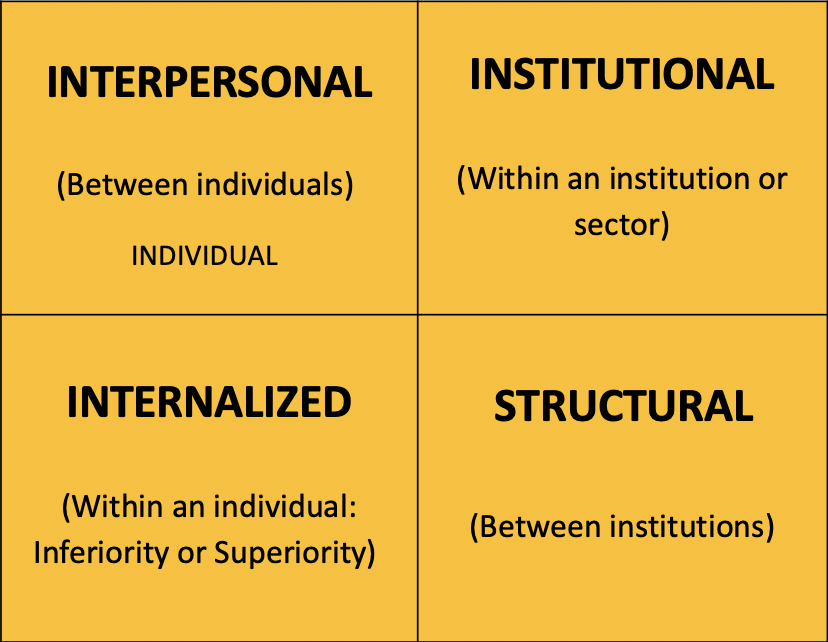 INTERPERSONAL
(Between individuals)
INDIVIDUAL
INSTITUTIONAL
(Within an institution or
sector)
INTERNALIZED
(Within an individual:
Inferiority or Superiority)
STRUCTURAL
(Between institutions)